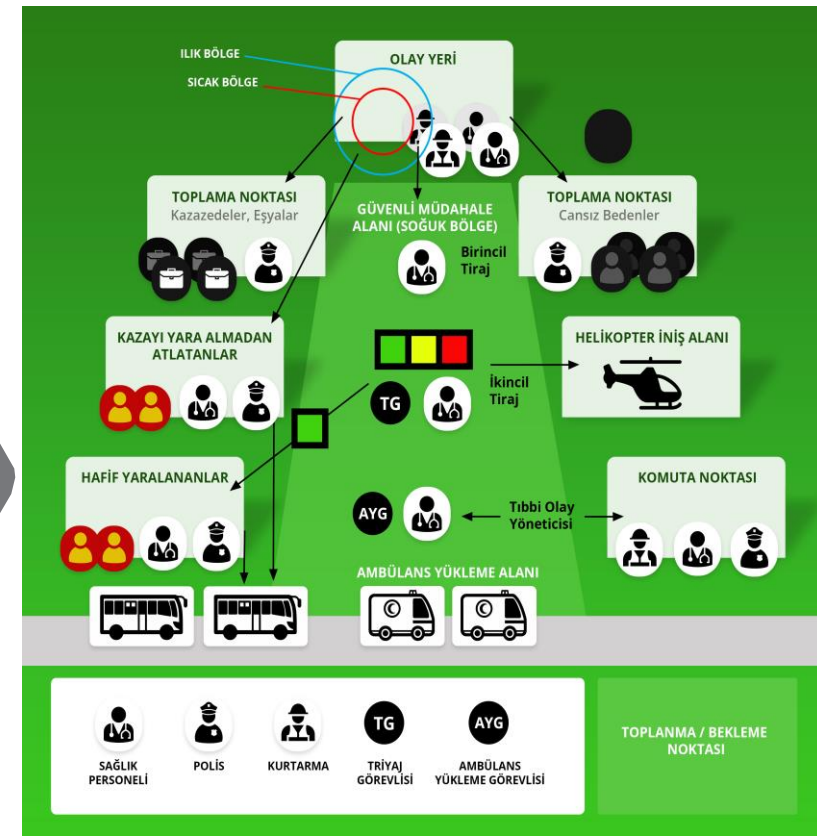 OLAY YERİ
ILIK BÖLGE
SICAK BÖLGE
TOPLAMA NOKTASI
Kazazedeler, Eşyalar
GÜVENLİ MÜDAHALE
ALANI (SOĞUK BÖLGE)
TOPLAMA NOKTASI
Cansız Bedenler
Birincil
Tiraj
KAZAYI YARA ALMADAN
ATLATANLAR
HELİKOPTER İNİŞ ALANI
TG
İkincil
Tiraj
HAFİF YARALANANLAR
KOMUTA NOKTASI
AYG
Tıbbi Olay
Yöneticisi
AMBÜLANS YÜKLEME ALANI
TG
AYG
SAĞLIK
PERSONELİ
POLİS
KURTARMA
TRİYAJ
GÖREVLİSİ
AMBÜLANS
YÜKLEME GÖREVLİSİ
TOPLANMA / BEKLEME
NOKTASI